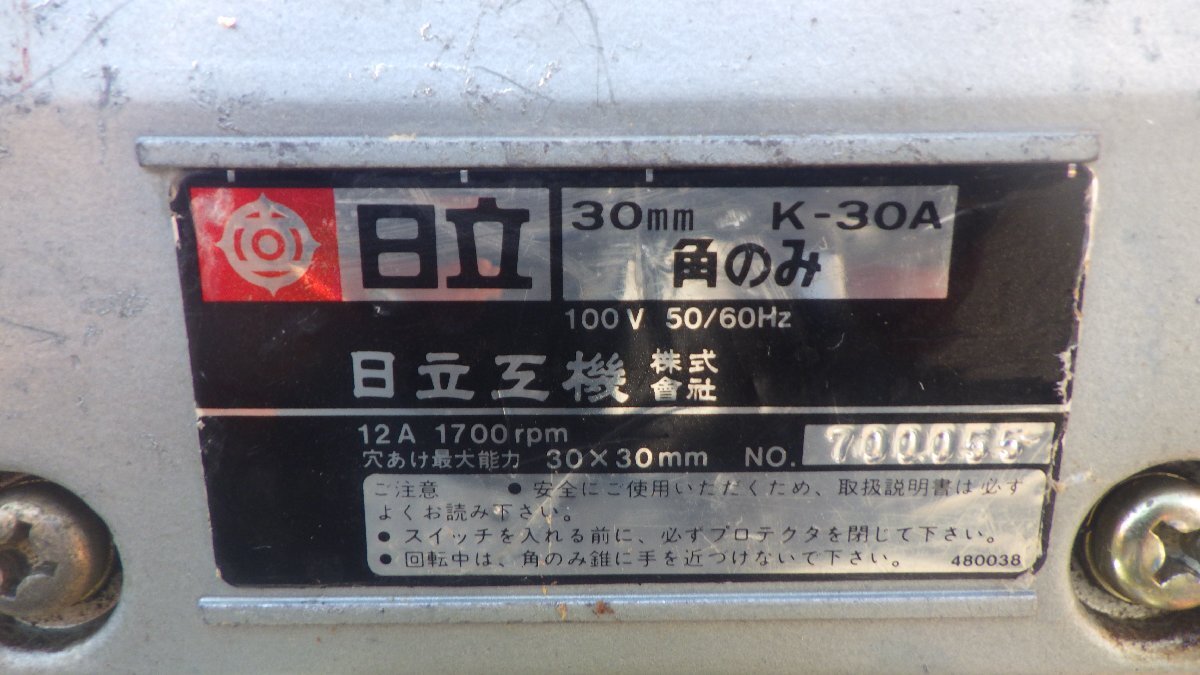 日立
30mm K-30A
角のみ
100V 50/60Hz
日立工機 株式會社
12A 1700rpm
穴あけ最大能力 30×30mm NO. 700055
ご注意 ●安全にご使用いただくため、取扱説明書は必ず
よくお読み下さい。
●スイッチを入れる前に、必ずプロテクタを閉じて下さい。
●回転中は、角のみ錐に手を近つけないで下さい。 480038